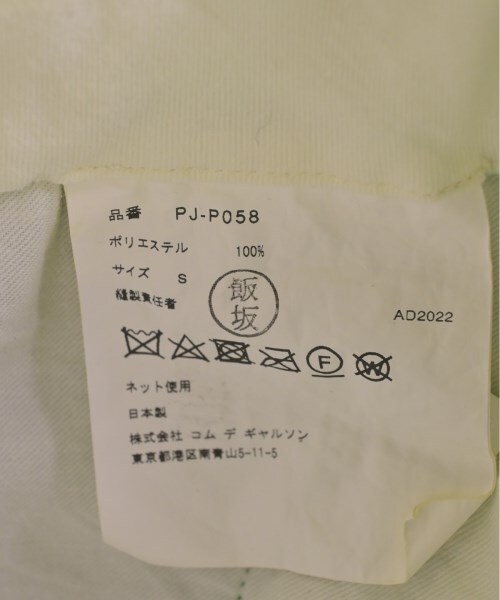 品番 PJ-P058
ポリエステル 100%
サイズ S
縫製責任者 飯坂
AD2022
F W
ネット使用
日本製
株式会社 コム デ ギャルソン
東京都港区南青山5-11-5